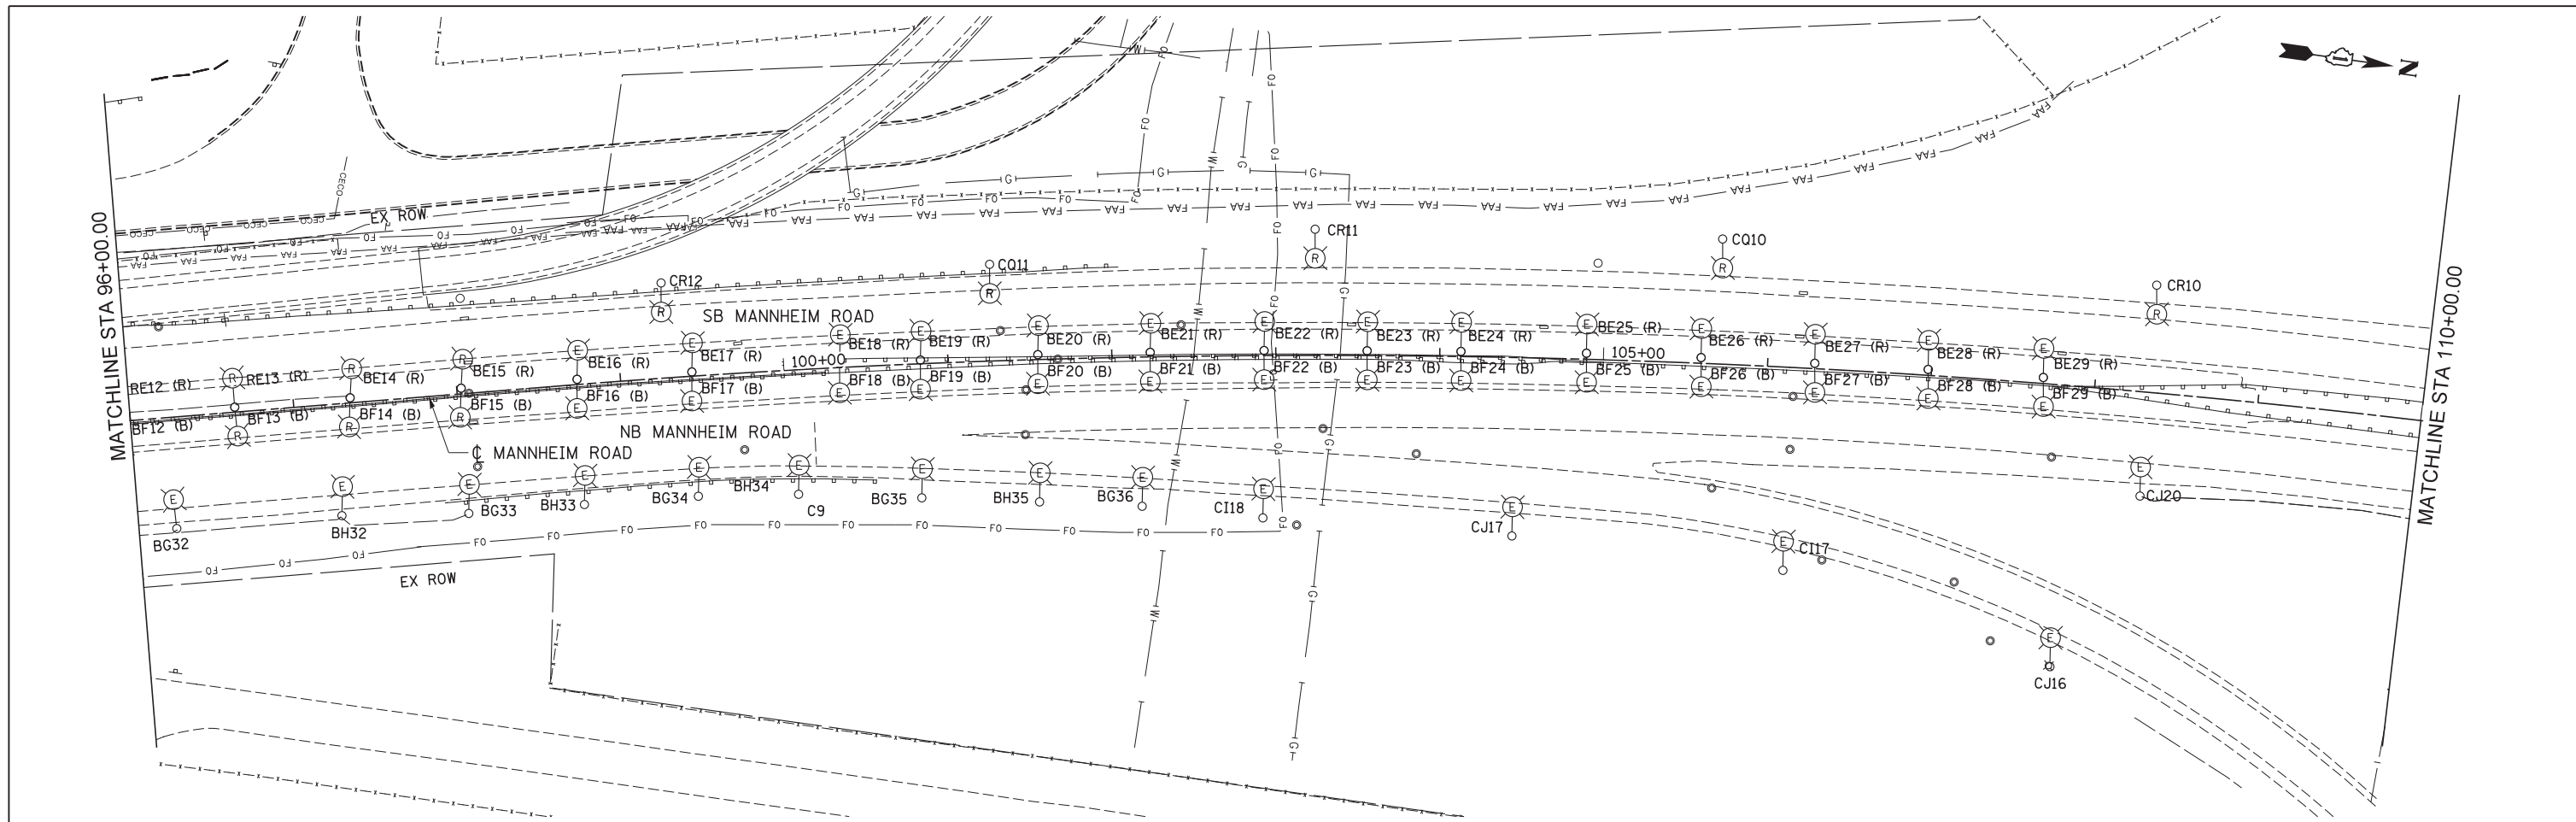 MATCHLINE STA 96+00.00
MATCHLINE STA 110+00.00
N
1
EX ROW
CR12
CQ11
CR11
CQ10
CR10
SB MANNHEIM ROAD
RE12 (R)
RE13 (R)
BE14 (R)
BE15 (R)
BE16 (R)
BE17 (R)
100+00
BE18 (R)
BE19 (R)
BE20 (R)
BE21 (R)
BE22 (R)
BE23 (R)
BE24 (R)
BE25 (R)
105+00
BE26 (R)
BE27 (R)
BE28 (R)
BE29 (R)
BF12 (B)
BF13 (B)
BF14 (B)
BF15 (B)
BF16 (B)
BF17 (B)
BF18 (B)
BF19 (B)
BF20 (B)
BF21 (B)
BF22 (B)
BF23 (B)
BF24 (B)
BF25 (B)
BF26 (B)
BF27 (B)
BF28 (B)
BF29 (B)
NB MANNHEIM ROAD
℄ MANNHEIM ROAD
BG32
BH32
BG33
BH33
BG34
BH34
C9
BG35
BH35
BG36
CI18
CJ17
CI17
CJ16
CJ20
EX ROW